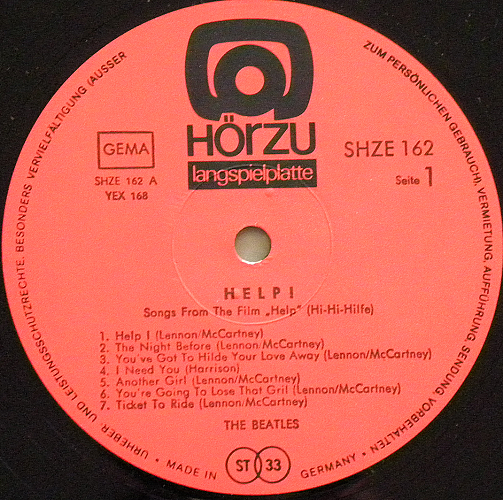 HÖRZU
langspielplatte
GEMA
SHZE 162 A
YEX 168
SHZE 162
Seite 1
HELP!
Songs From The Film „Help" (Hi-Hi-Hilfe)
1. Help ! (Lennon/McCartney)
2. The Night Before (Lennon/McCartney)
3. You've Got To Hilde Your Love Away (Lennon/McCartney)
4. I Need You (Harrison)
5. Another Girl (Lennon/McCartney)
6. You're Going To Lose That Gril (Lennon/McCartney)
7. Ticket To Ride (Lennon/McCartney)
THE BEATLES
ST 33
URHEBER- UND LEISTUNGSSCHUTZRECHTE, BESONDERS VERVIELFÄLTIGUNG (AUSSER
ZUM PERSÖNLICHEN GEBRAUCH), VERMIETUNG, AUFFÜHRUNG, SENDUNG, VORBEHALTEN
• MADE IN GERMANY •